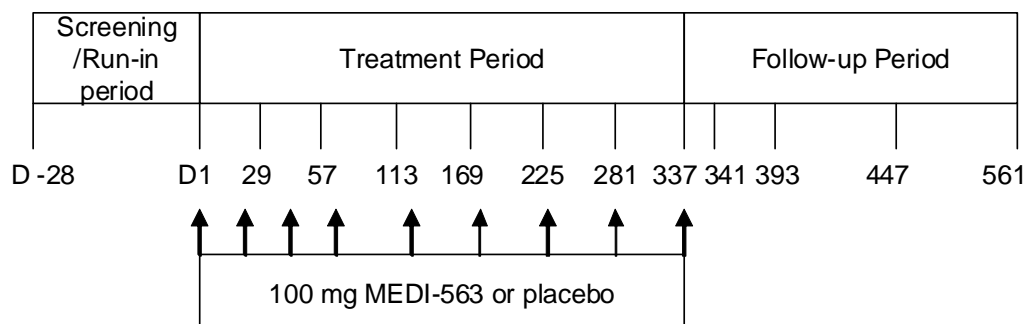 Screening
/Run-in
period
Treatment Period
Follow-up Period
D -28 D1 29 57 113 169 225 281 337 341 393 447 561
100 mg MEDI-563 or placebo